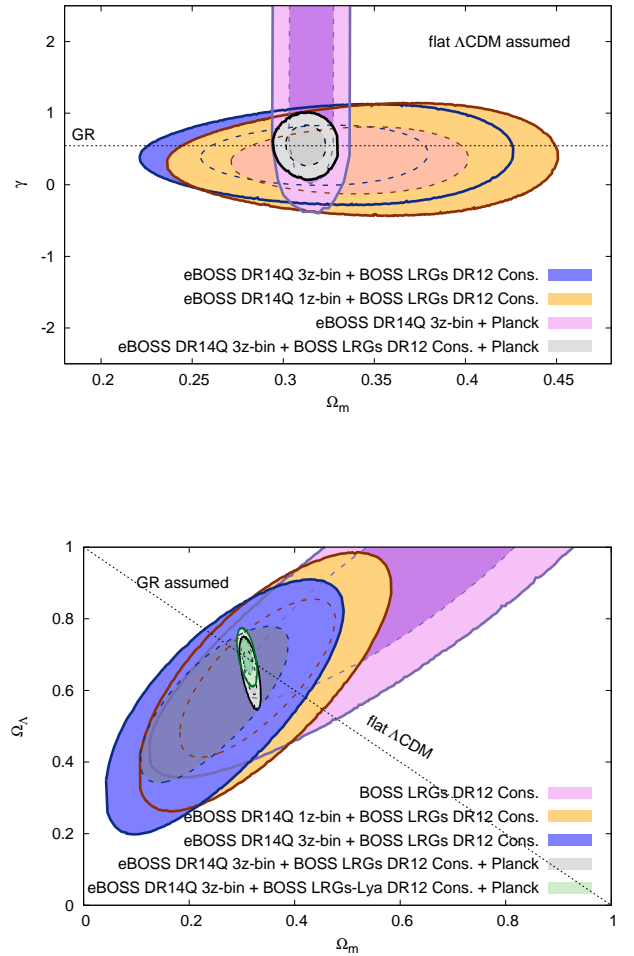 2
1
0
-1
-2
γ
flat ΛCDM assumed
GR
eBOSS DR14Q 3z-bin + BOSS LRGs DR12 Cons.
eBOSS DR14Q 1z-bin + BOSS LRGs DR12 Cons.
eBOSS DR14Q 3z-bin + Planck
eBOSS DR14Q 3z-bin + BOSS LRGs DR12 Cons. + Planck
0.2 0.25 0.3 0.35 0.4 0.45
Ωm
1
0.8
0.6
0.4
0.2
0
ΩΛ
GR assumed
flat ΛCDM
BOSS LRGs DR12 Cons.
eBOSS DR14Q 1z-bin + BOSS LRGs DR12 Cons.
eBOSS DR14Q 3z-bin + BOSS LRGs DR12 Cons.
eBOSS DR14Q 3z-bin + BOSS LRGs DR12 Cons. + Planck
eBOSS DR14Q 3z-bin + BOSS LRGs-Lya DR12 Cons. + Planck
0 0.2 0.4 0.6 0.8 1
Ωm